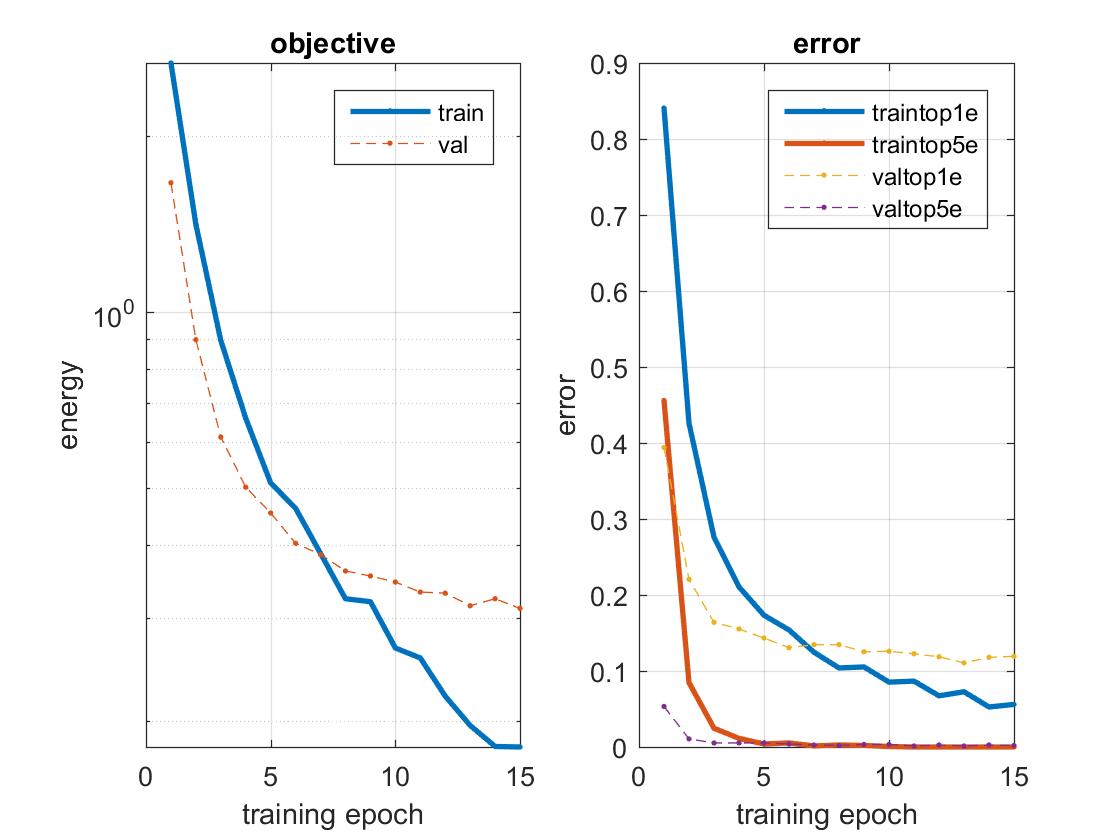 objective
train
val
10^0
energy
0
5
10
15
training epoch
error
0.9
0.8
0.7
0.6
0.5
0.4
0.3
0.2
0.1
0
traintop1e
traintop5e
valtop1e
valtop5e
error
0
5
10
15
training epoch